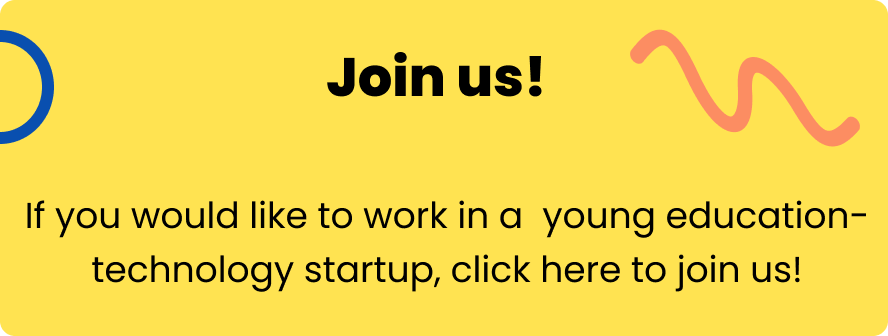 Join us!
If you would like to work in a  young education-
technology startup, click here to join us!